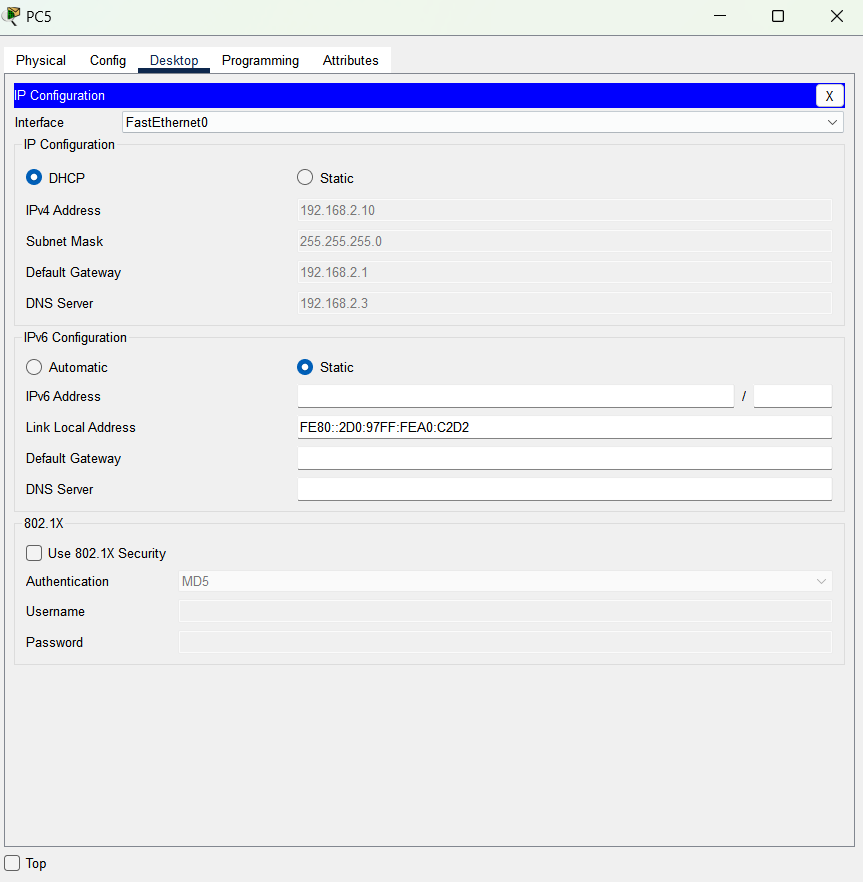 PC5
Physical Config Desktop Programming Attributes
IP Configuration X
Interface FastEthernet0
IP Configuration
DHCP Static
IPv4 Address 192.168.2.10
Subnet Mask 255.255.255.0
Default Gateway 192.168.2.1
DNS Server 192.168.2.3
IPv6 Configuration
Automatic Static
IPv6 Address /
Link Local Address FE80::2D0:97FF:FEA0:C2D2
Default Gateway
DNS Server
802.1X
Use 802.1X Security
Authentication MD5
Username
Password
Top